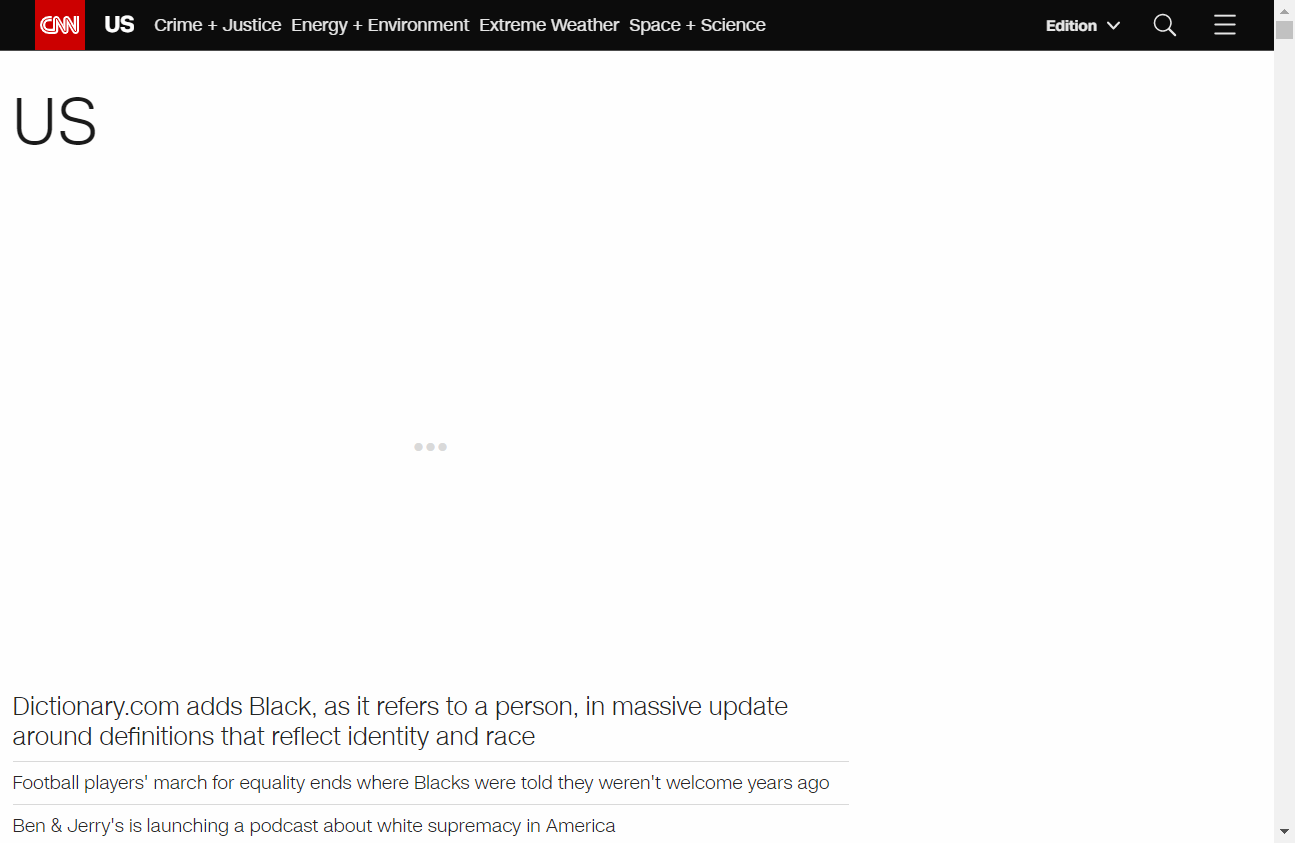 CNN US Crime + Justice Energy + Environment Extreme Weather Space + Science Edition
US
Dictionary.com adds Black, as it refers to a person, in massive update
around definitions that reflect identity and race
Football players' march for equality ends where Blacks were told they weren't welcome years ago
Ben & Jerry's is launching a podcast about white supremacy in America